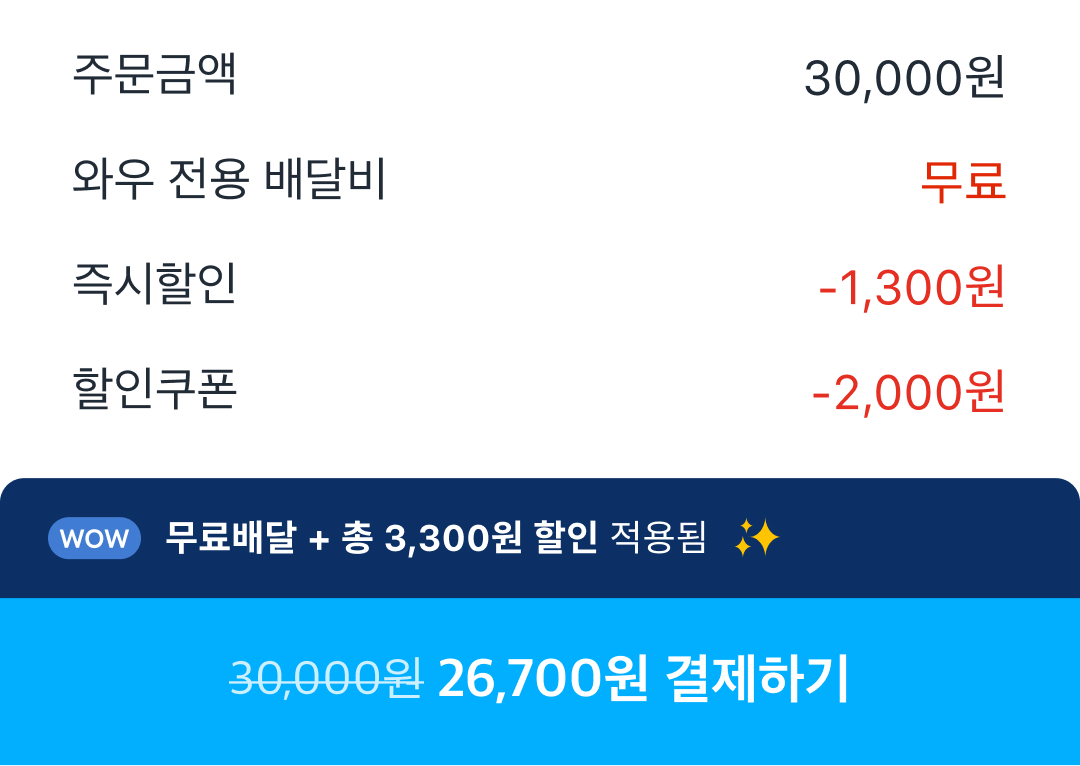 주문금액 30,000원
와우 전용 배달비 무료
즉시할인 -1,300원
할인쿠폰 -2,000원
WOW 무료배달 + 총 3,300원 할인 적용됨
30,000원 26,700원 결제하기